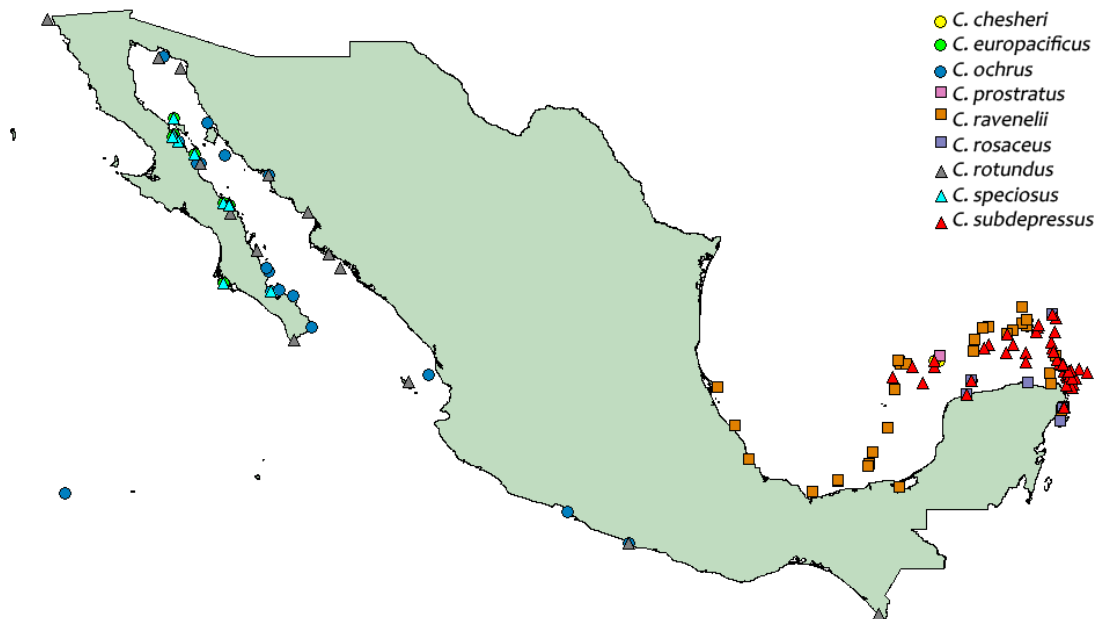 C. chesheri
C. europacificus
C. ochrus
C. prostratus
C. ravenelii
C. rosaceus
C. rotundus
C. speciosus
C. subdepressus